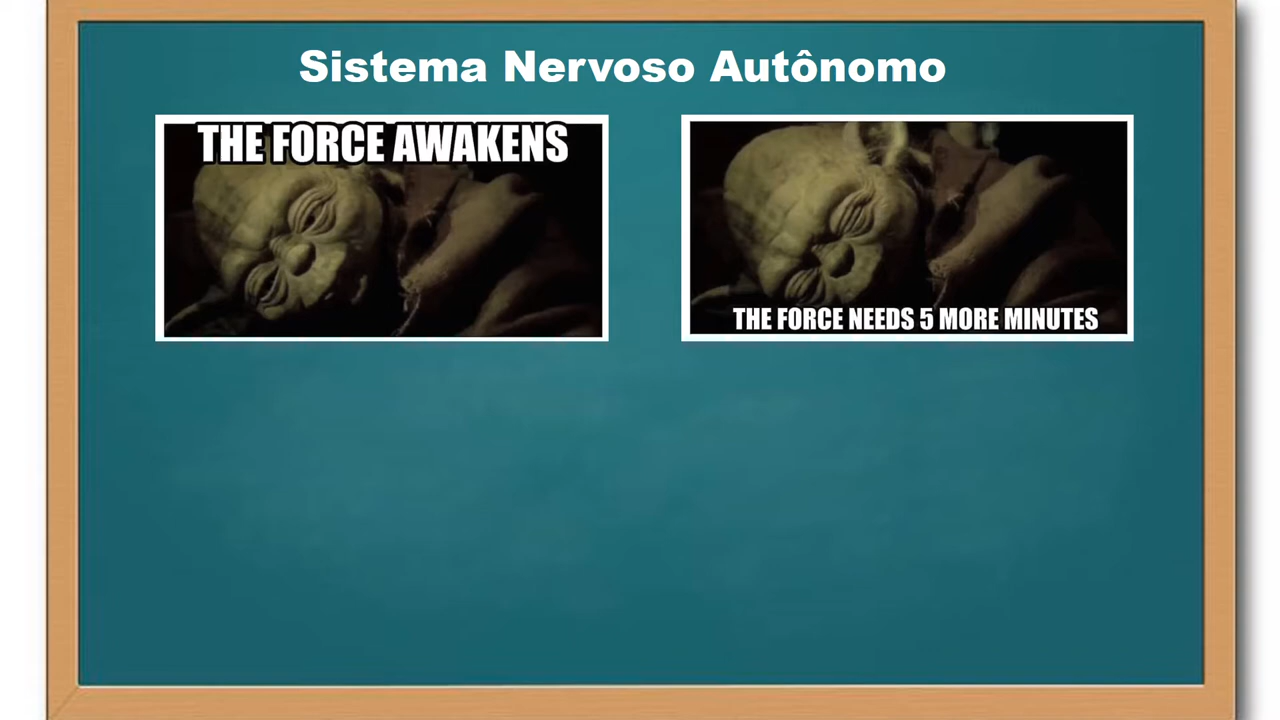 Sistema Nervoso Autônomo
THE FORCE AWAKENS
THE FORCE NEEDS 5 MORE MINUTES